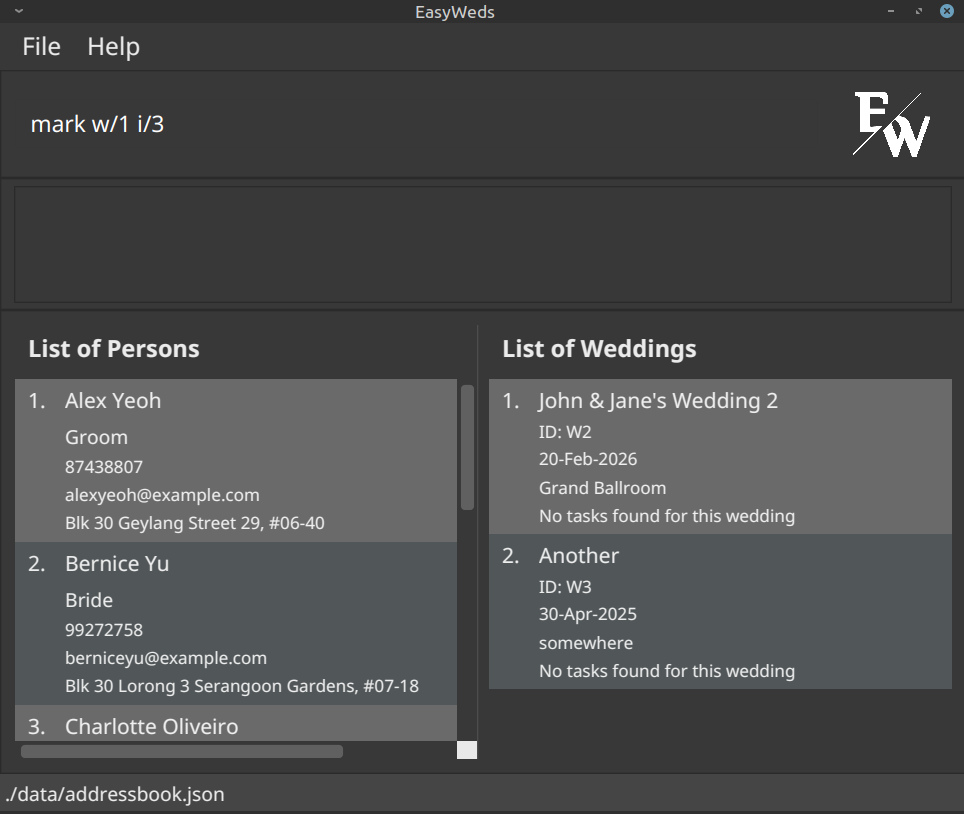 EasyWeds
File Help
mark w/1 i/3
EW
List of Persons
1. Alex Yeoh
Groom
87438807
alexyeoh@example.com
Blk 30 Geylang Street 29, #06-40
2. Bernice Yu
Bride
99272758
berniceyu@example.com
Blk 30 Lorong 3 Serangoon Gardens, #07-18
3. Charlotte Oliveiro
List of Weddings
1. John & Jane's Wedding 2
ID: W2
20-Feb-2026
Grand Ballroom
No tasks found for this wedding
2. Another
ID: W3
30-Apr-2025
somewhere
No tasks found for this wedding
./data/addressbook.json